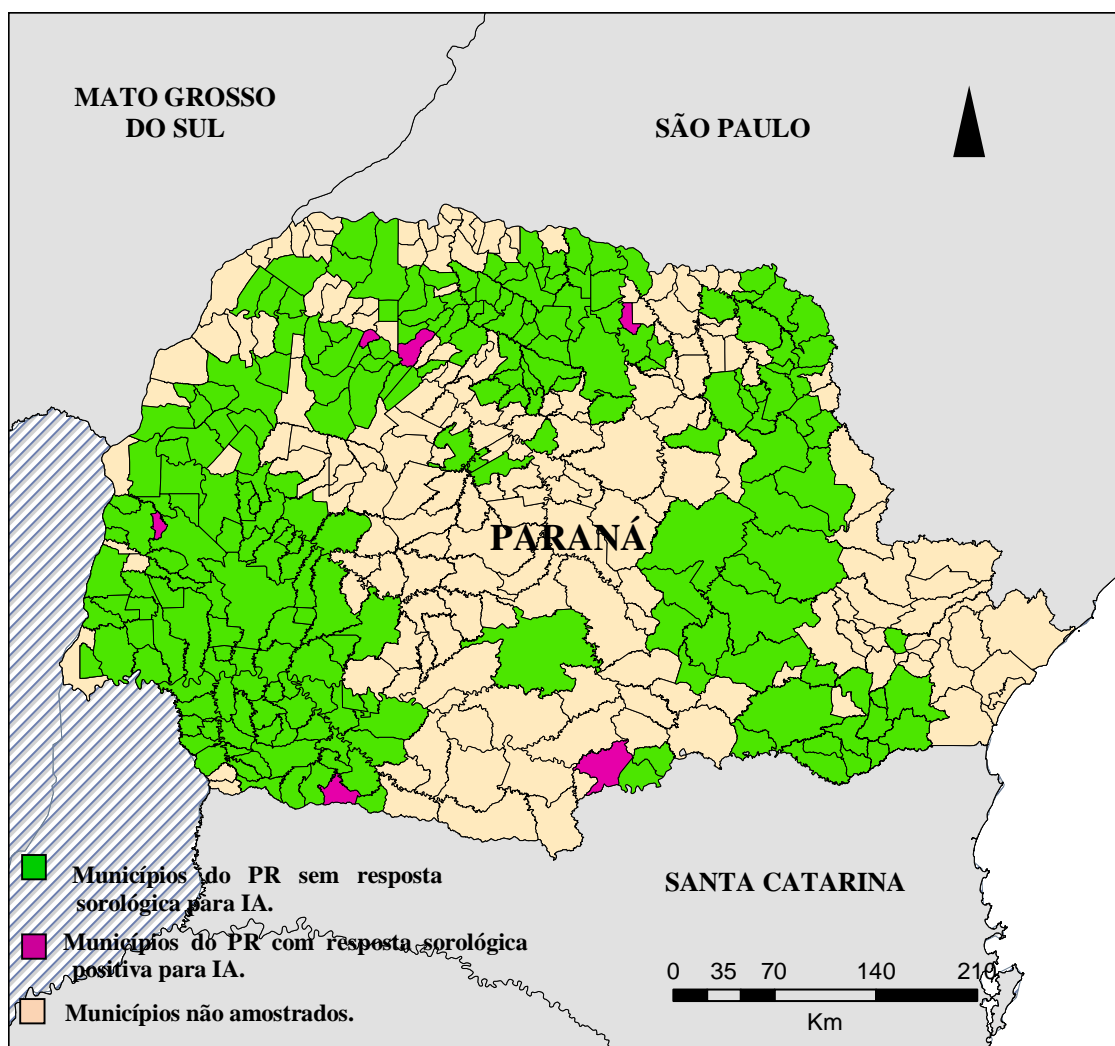 MATO GROSSO
DO SUL
SÃO PAULO
PARANÁ
SANTA CATARINA
Municípios do PR sem resposta
sorológica para IA.
Municípios do PR com resposta sorológica
positiva para IA.
Municípios não amostrados.
0 35 70 140 210
Km